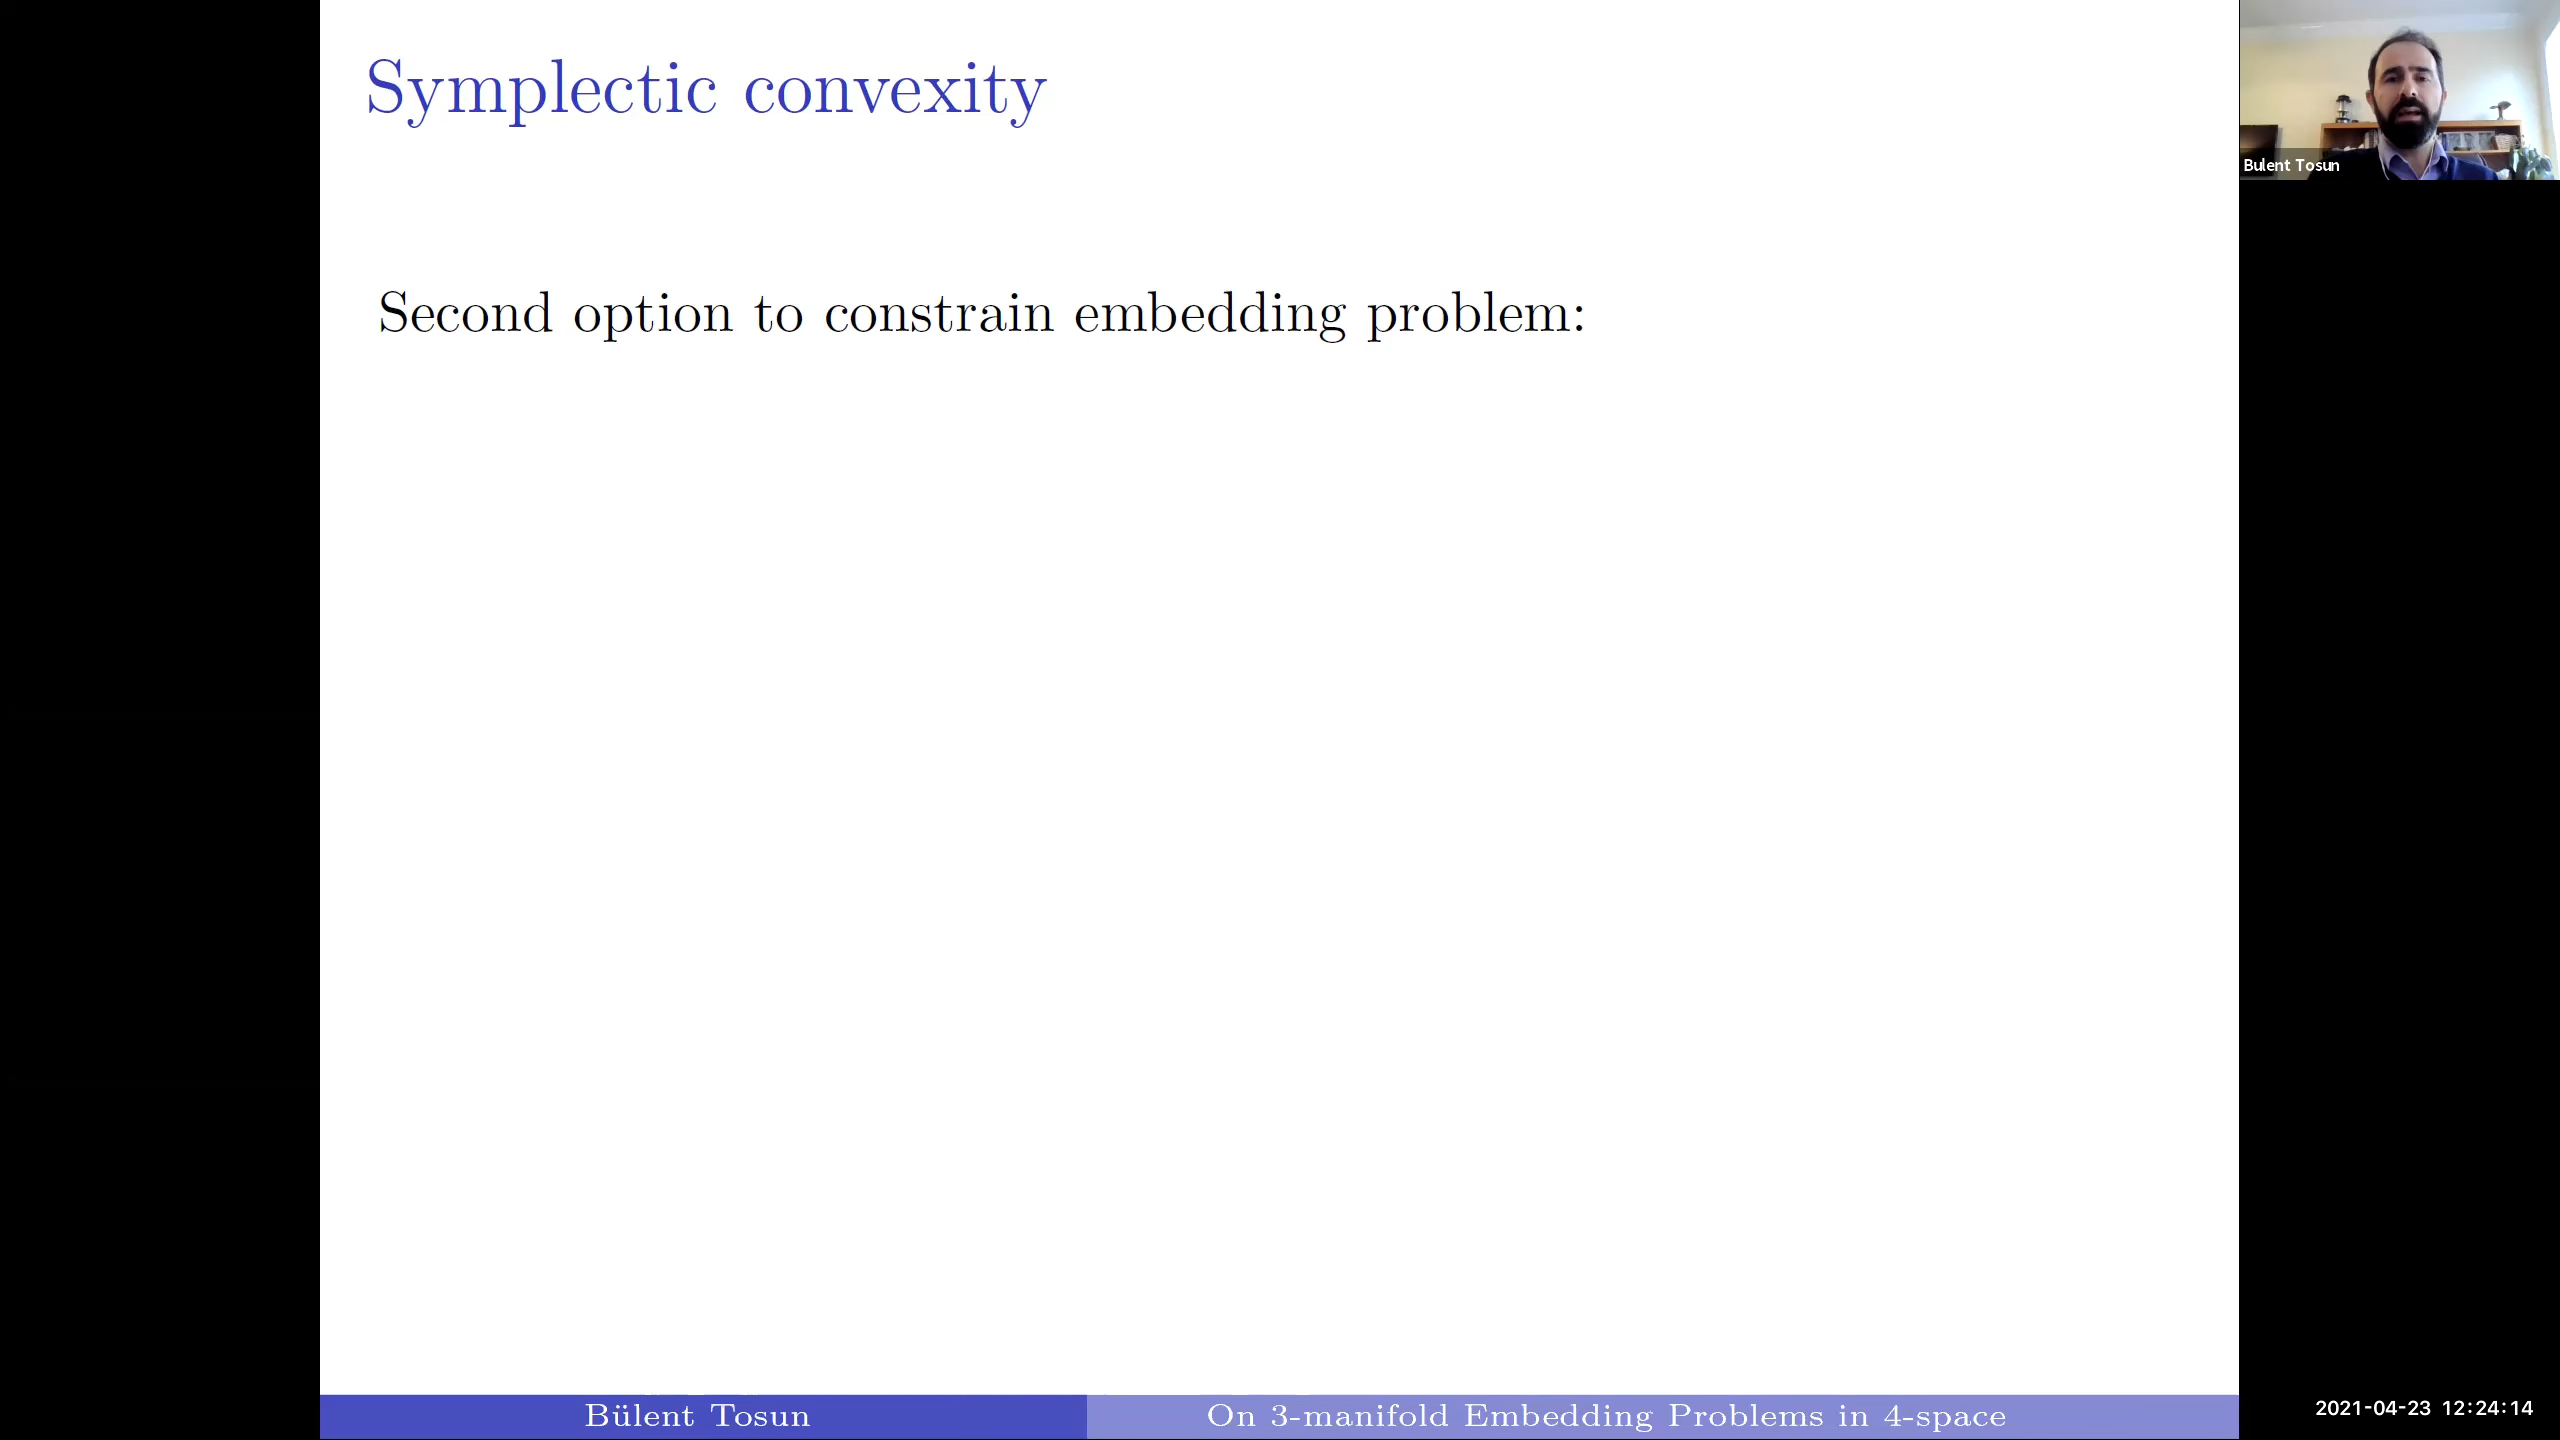 Symplectic convexity
Bulent Tosun
Second option to constrain embedding problem:
Bülent Tosun
On 3-manifold Embedding Problems in 4-space
2021-04-23 12:24:14